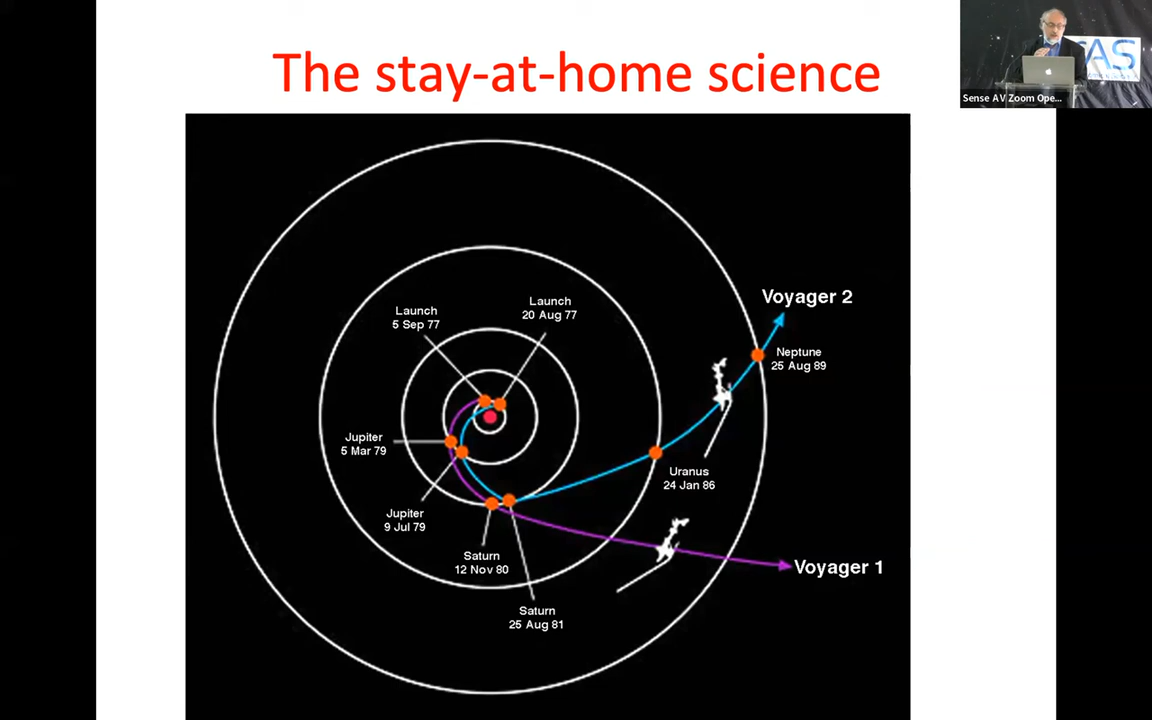 The stay-at-home science
AS
Sense AV Zoom Ope...
Launch
5 Sep 77
Launch
20 Aug 77
Voyager 2
Neptune
25 Aug 89
Jupiter
5 Mar 79
Uranus
24 Jan 86
Jupiter
9 Jul 79
Saturn
12 Nov 80
Voyager 1
Saturn
25 Aug 81